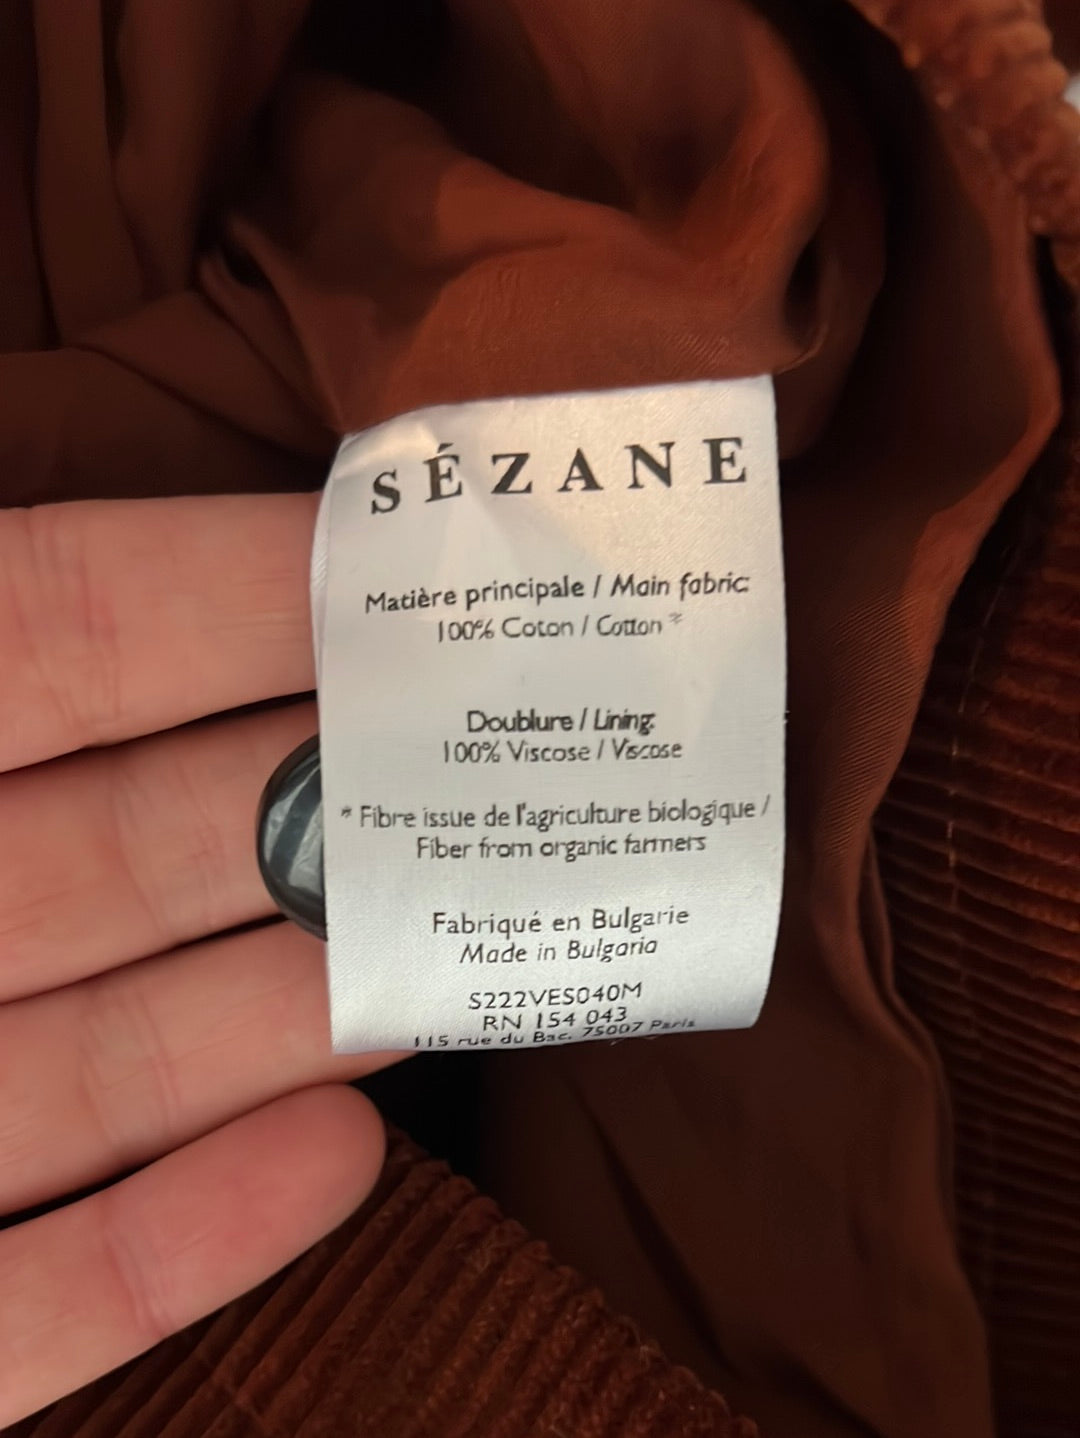 SÉZANE
Matière principale / Main fabric:
100% Coton / Cotton *
Doublure / Lining:
100% Viscose / Viscose
* Fibre issue de l'agriculture biologique /
Fiber from organic farmers
Fabriqué en Bulgarie
Made in Bulgaria
S222VES040M
RN 154 043
115 rue du Bac. 75007 Paris